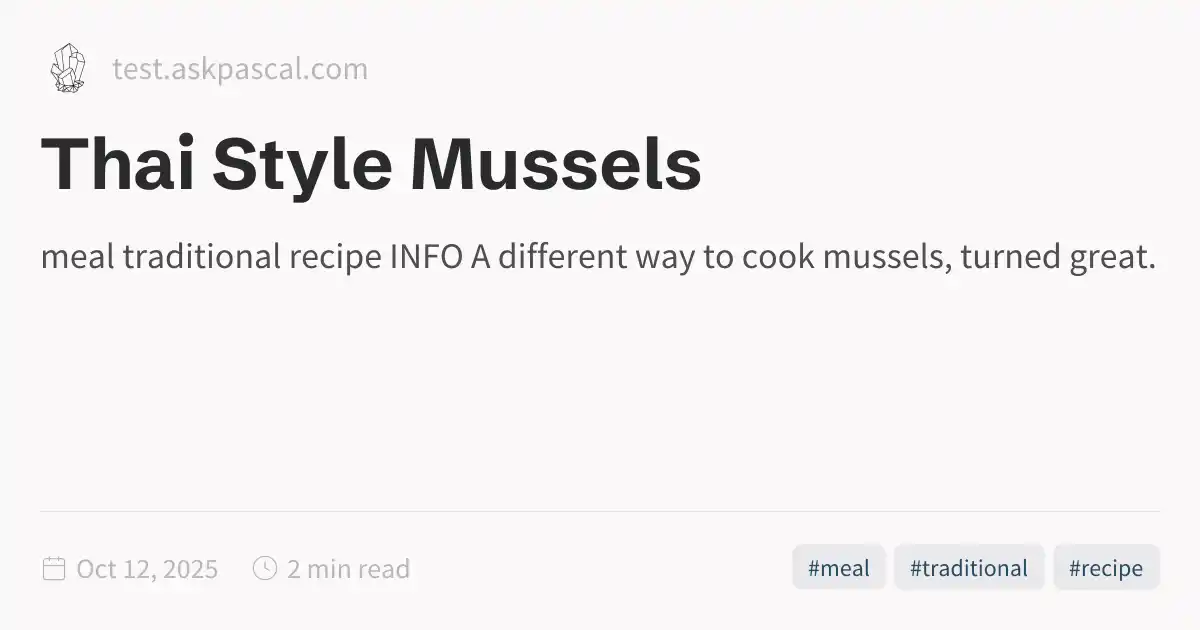 test.askpascal.com
Thai Style Mussels
meal traditional recipe INFO A different way to cook mussels, turned great.
Oct 12, 2025 2 min read #meal #traditional #recipe